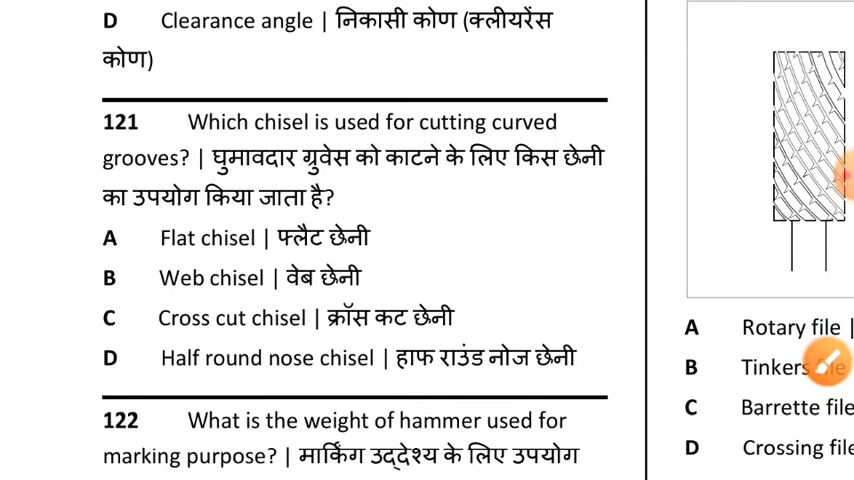 D Clearance angle | निकासी कोण (क्लीयरेंस
कोण)
121 Which chisel is used for cutting curved
grooves? | घुमावदार ग्रुवेस को काटने के लिए किस छेनी
का उपयोग किया जाता है?
A Flat chisel | फ्लैट छेनी
B Web chisel | वेब छेनी
C Cross cut chisel | क्रॉस कट छेनी
D Half round nose chisel | हाफ राउंड नोज छेनी
122 What is the weight of hammer used for
marking purpose? | मार्किंग उद्देश्य के लिए उपयोग
A Rotary file |
B Tinkers
C Barrette file
D Crossing file